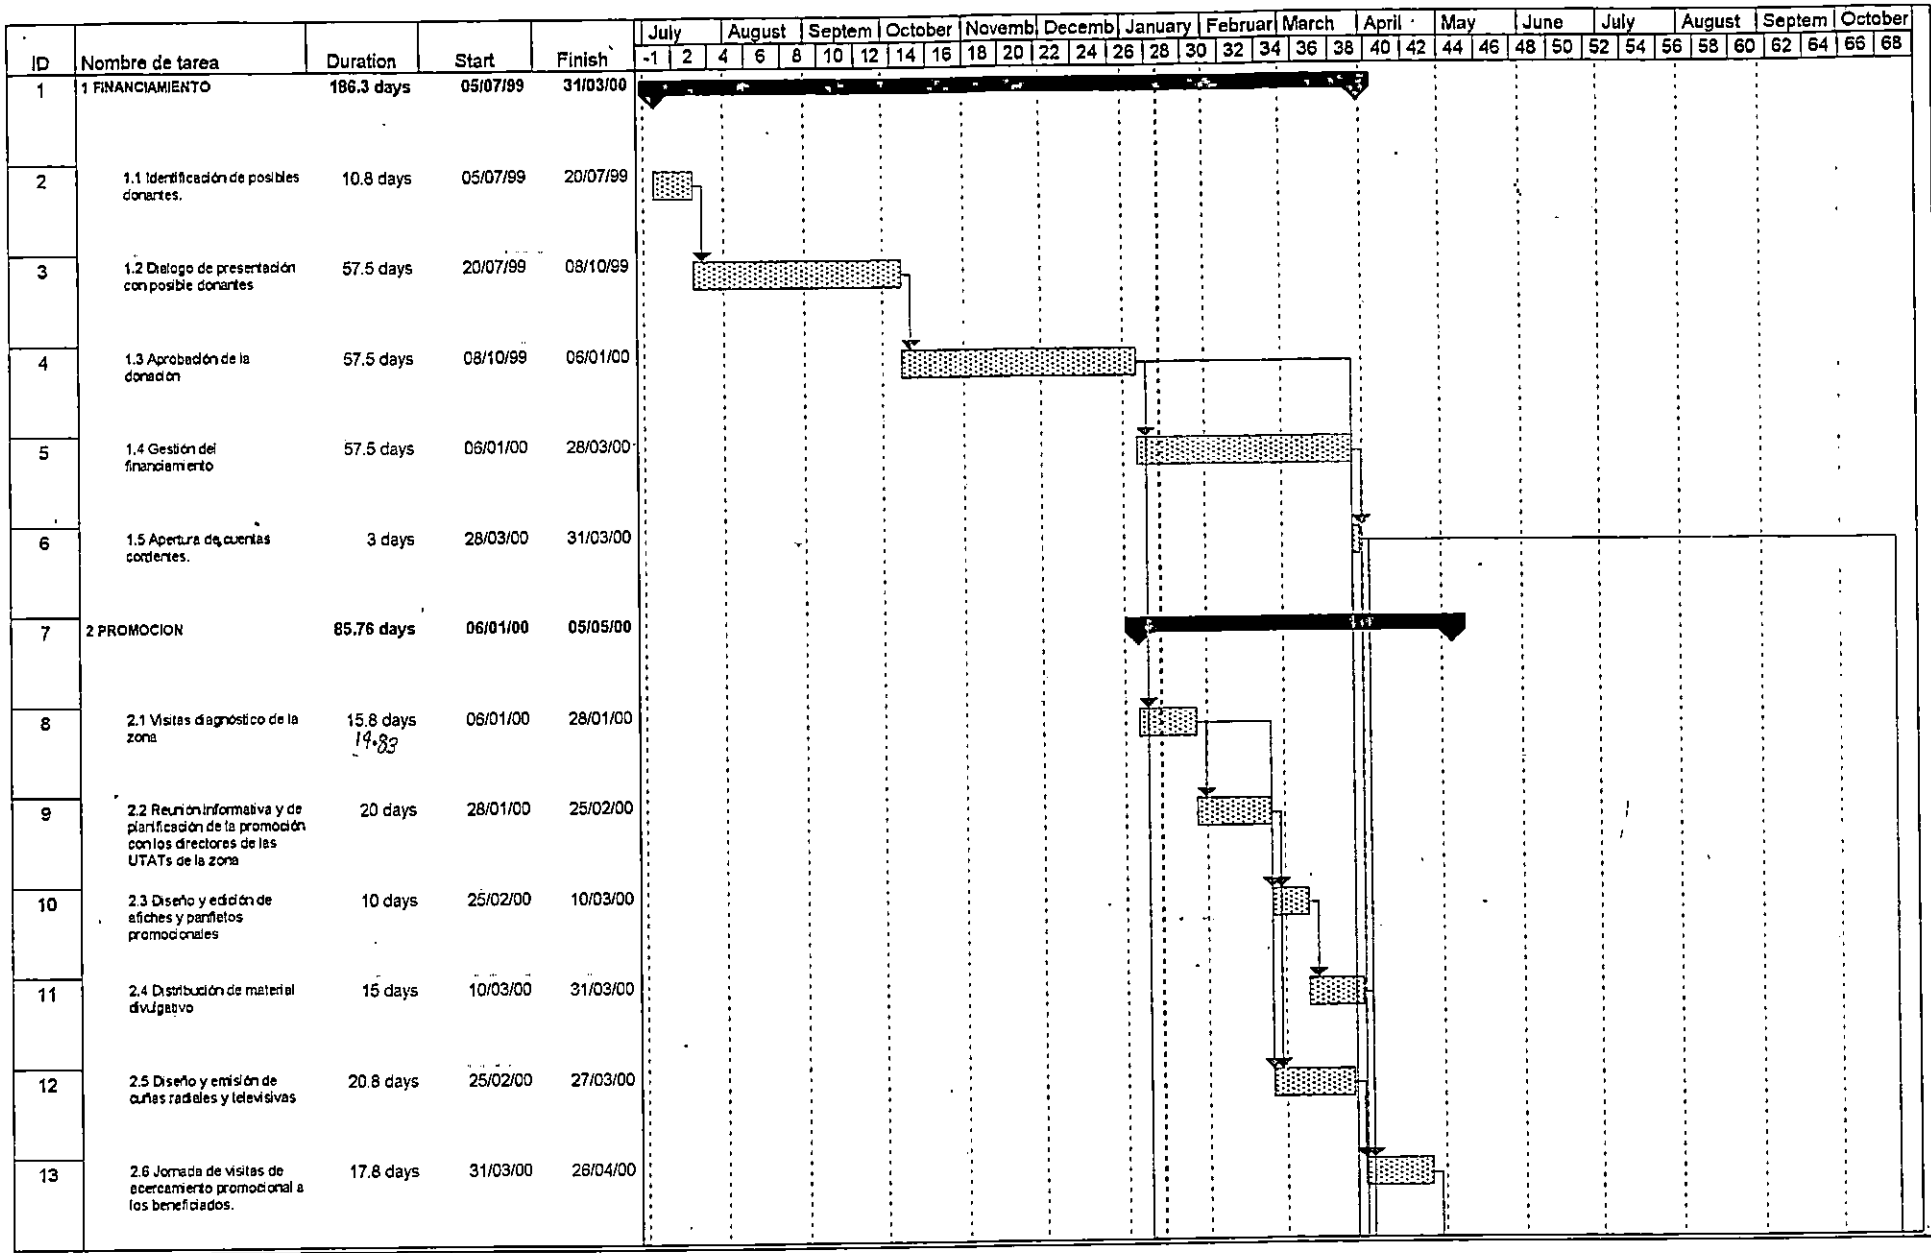 July August Septem October Novemb Decemb January Februar March April May June July August Septem October
ID Nombre de tarea Duration Start Finish -1 2 4 6 8 10 12 14 16 18 20 22 24 26 28 30 32 34 36 38 40 42 44 46 48 50 52 54 56 58 60 62 64 66 68
1 1 FINANCIAMIENTO 186.3 days 05/07/99 31/03/00
2 1.1 Identificación de posibles 10.8 days 05/07/99 20/07/99
donantes.
3 1.2 Dialogo de presentación 57.5 days 20/07/99 08/10/99
con posible donantes
4 1.3 Aprobación de la 57.5 days 08/10/99 06/01/00
donación
5 1.4 Gestión del 57.5 days 06/01/00 28/03/00
financiamiento
6 1.5 Apertura de cuentas 3 days 28/03/00 31/03/00
corrientes.
7 2 PROMOCION 85.76 days 06/01/00 05/05/00
8 2.1 Visitas diagnóstico de la 15.8 days 06/01/00 28/01/00
zona 19.83
9 2.2 Reunión informativa y de 20 days 28/01/00 25/02/00
planificación de la promoción
con los directores de las
UTATs de la zona
10 2.3 Diseño y edición de 10 days 25/02/00 10/03/00
afiches y panfletos
promocionales
11 2.4 Distribución de material 15 days 10/03/00 31/03/00
divulgativo
12 2.5 Diseño y emisión de 20.8 days 25/02/00 27/03/00
cuñas radiales y televisivas
13 2.6 Jornada de visitas de 17.8 days 31/03/00 26/04/00
acercamiento promocional a
los beneficiados.